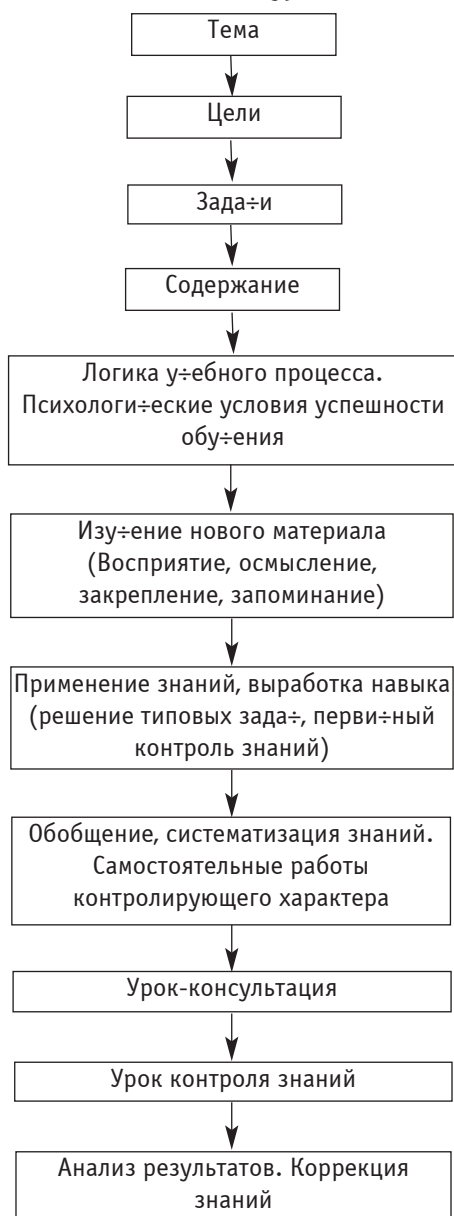 Тема
Цели
Зада÷и
Содержание
Логика у÷ебного процесса.
Психологи÷еские условия успешности
обу÷ения
Изу÷ение нового материала
(Восприятие, осмысление,
закрепление, запоминание)
Применение знаний, выработка навыка
(решение типовых зада÷, перви÷ный
контроль знаний)
Обобщение, систематизация знаний.
Самостоятельные работы
контролирующего характера
Урок-консультация
Урок контроля знаний
Анализ результатов. Коррекция
знаний